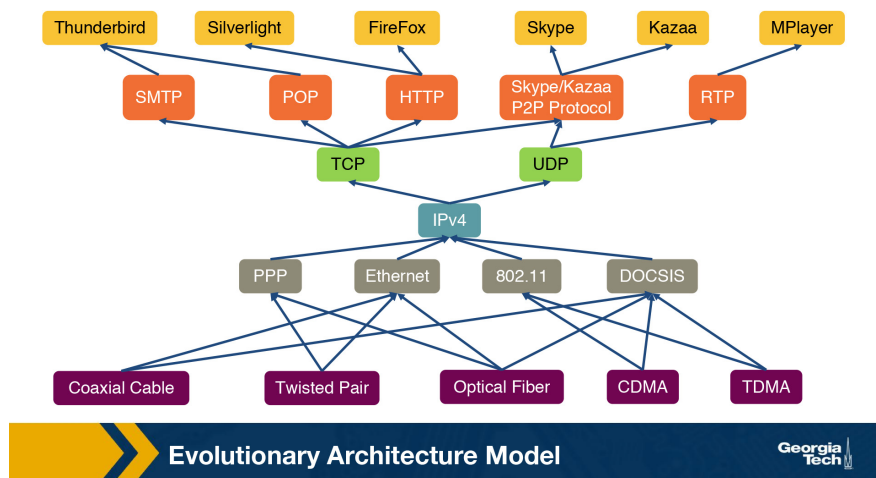 Thunderbird
Silverlight
FireFox
Skype
Kazaa
MPlayer
SMTP
POP
HTTP
Skype/Kazaa
P2P Protocol
RTP
TCP
UDP
IPv4
PPP
Ethernet
802.11
DOCSIS
Coaxial Cable
Twisted Pair
Optical Fiber
CDMA
TDMA
Evolutionary Architecture Model
Georgia
Tech